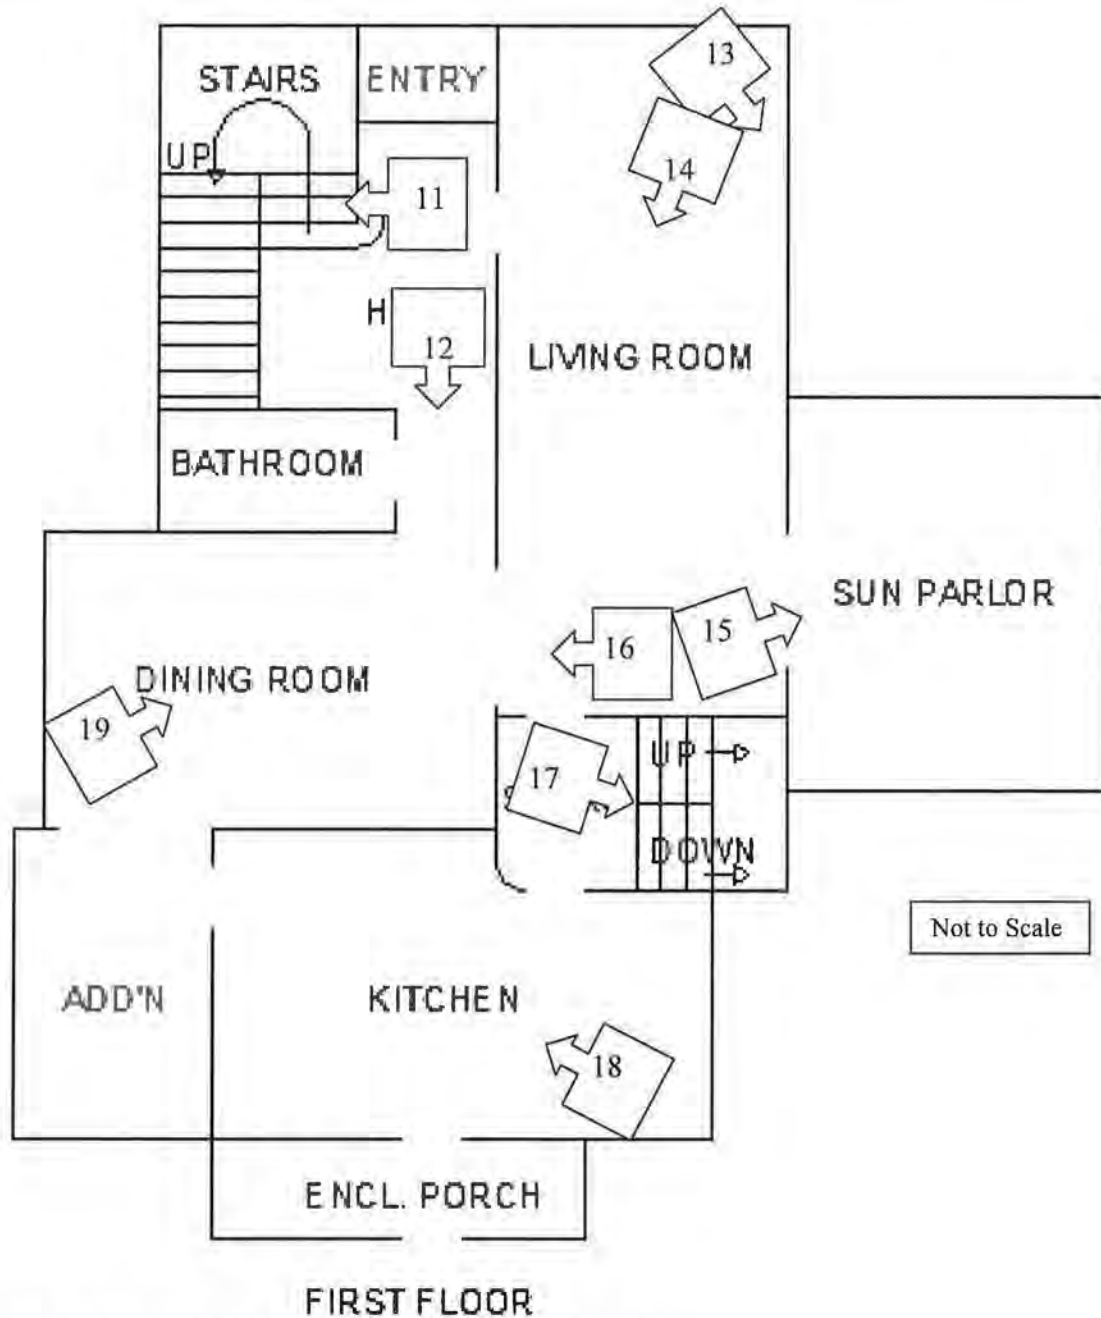 13
STAIRS
ENTRY
UP
14
11
H
12
LIVING ROOM
BATHROOM
SUN PARLOR
15
16
DINING ROOM
19
UP
17
DOWN
Not to Scale
ADD'N
KITCHEN
18
ENCL. PORCH
FIRST FLOOR